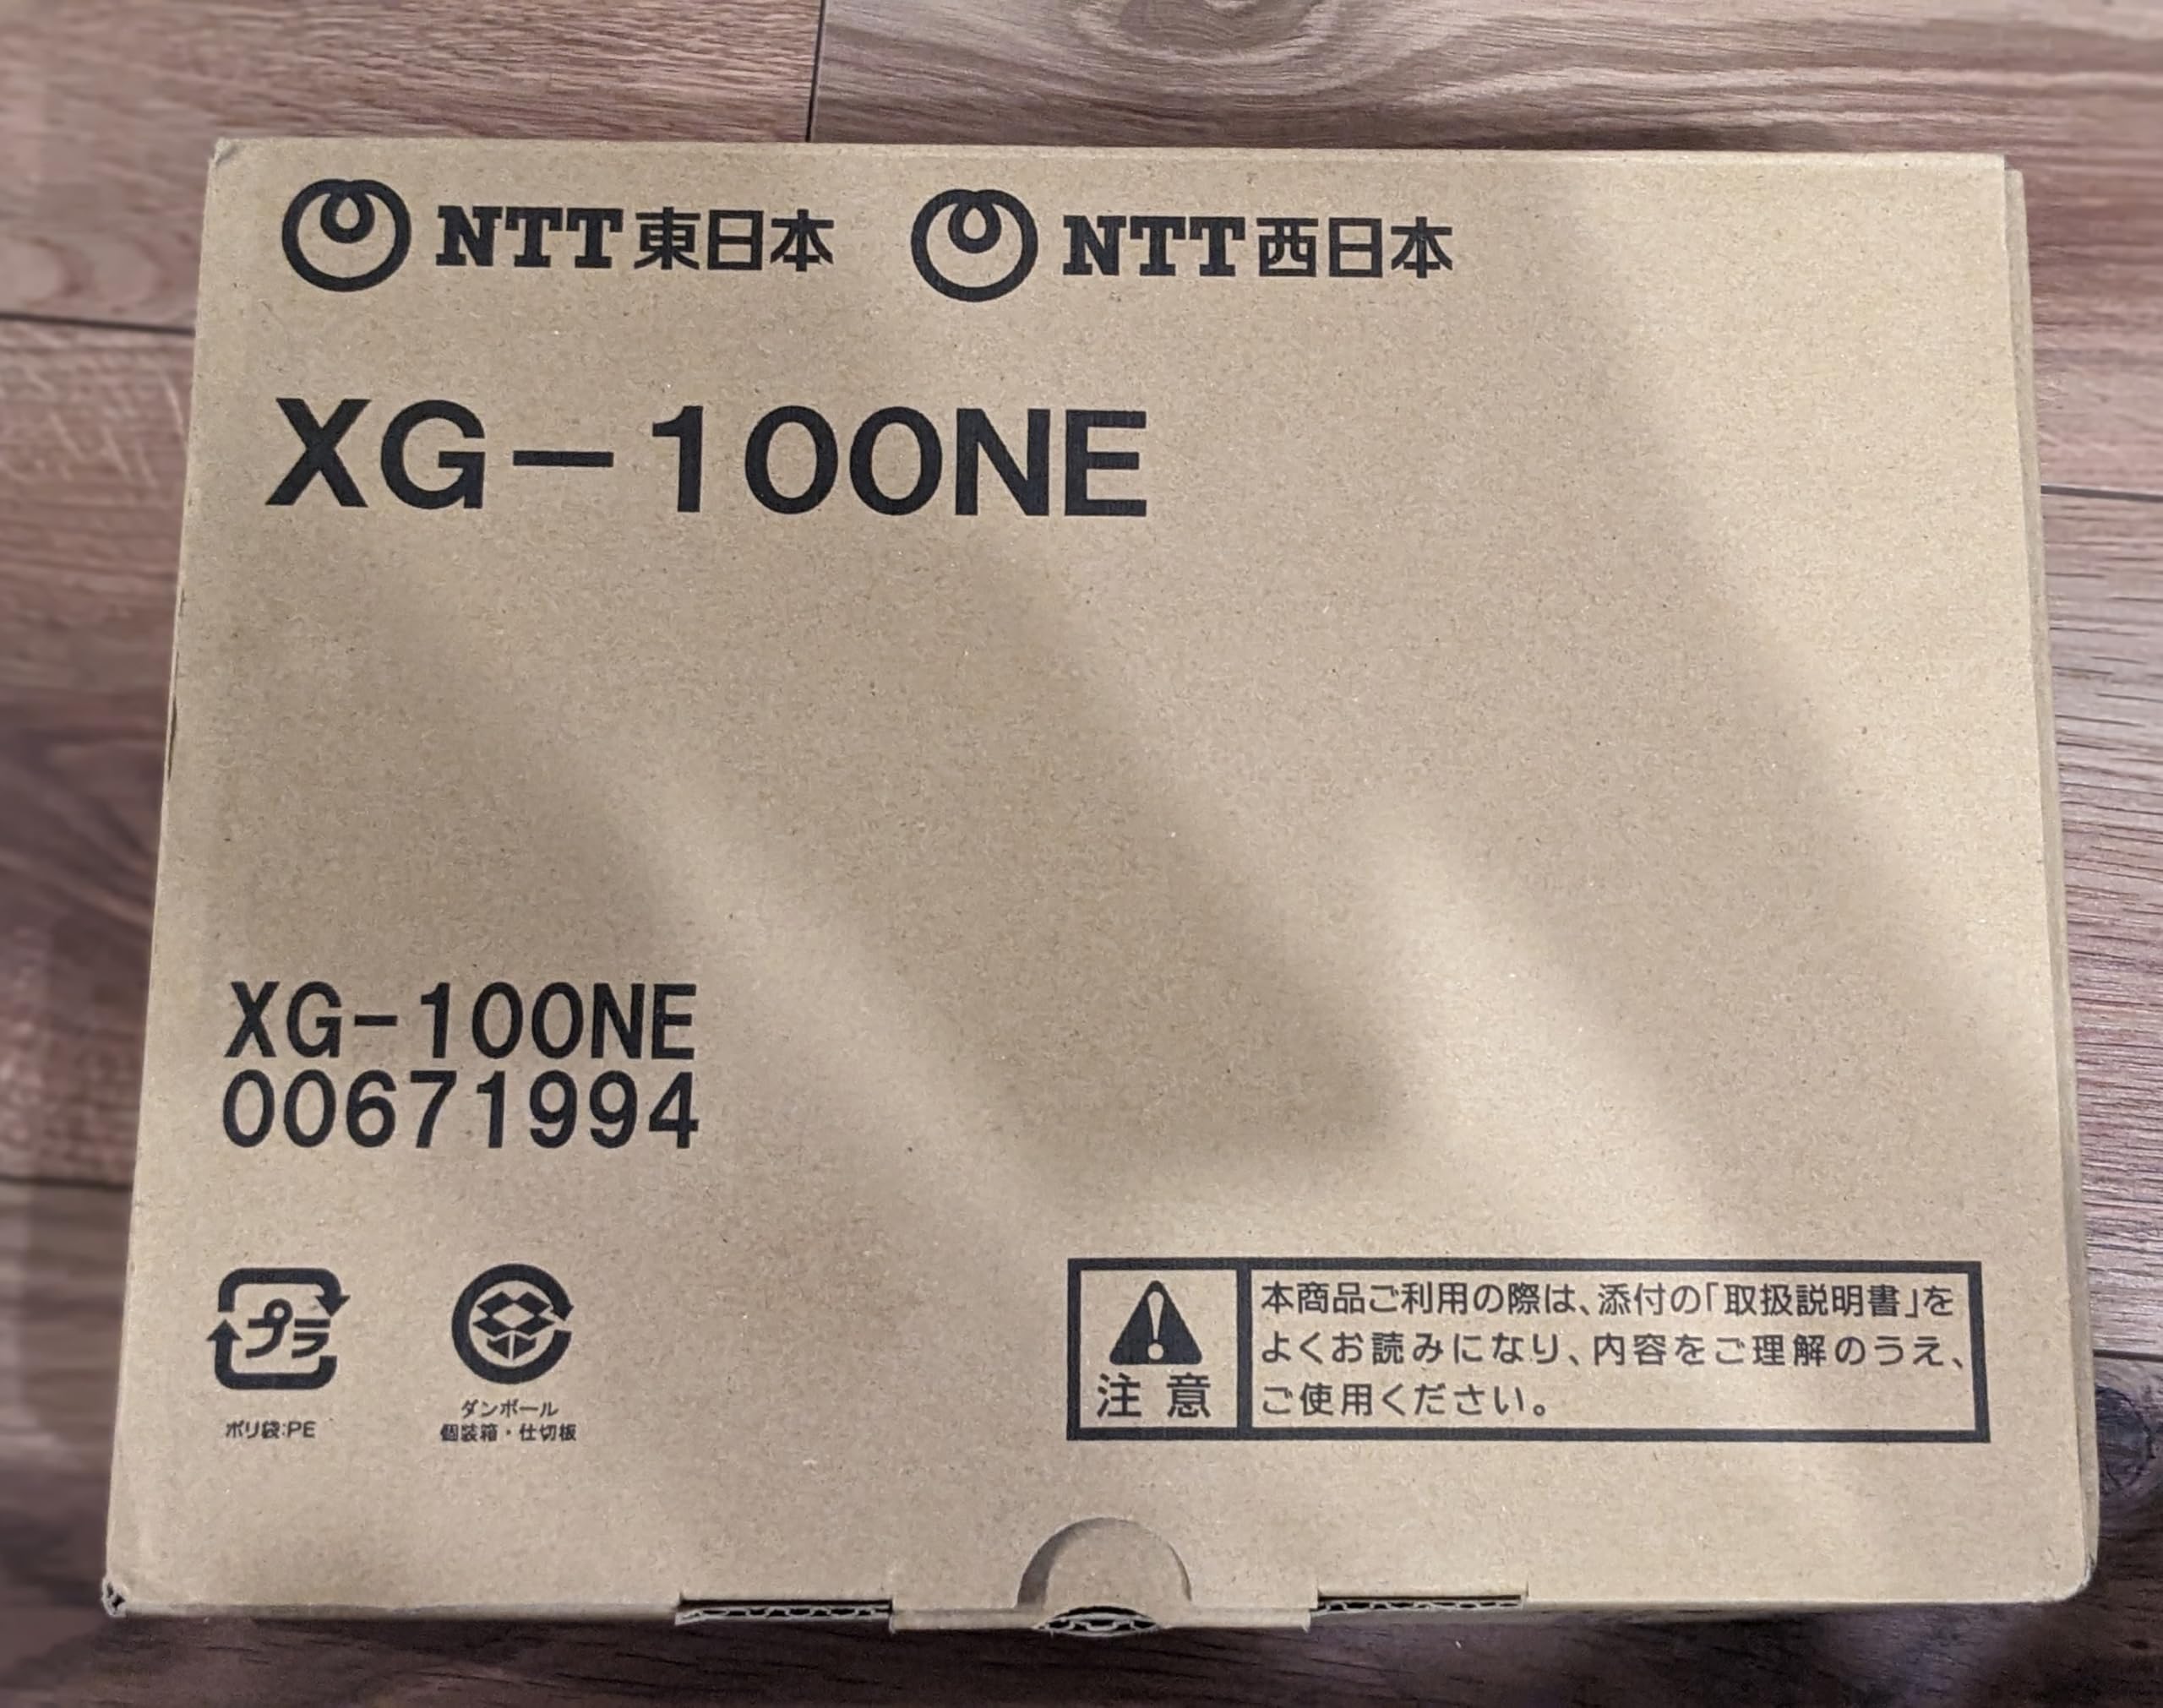 NTT東日本 NTT西日本
XG-100NE
XG-100NE
00671994
プラ
ポリ袋:PE
ダンボール
個装箱・仕切板
注意
本商品ご利用の際は、添付の「取扱説明書」を
よくお読みになり、内容をご理解のうえ、
ご使用ください。